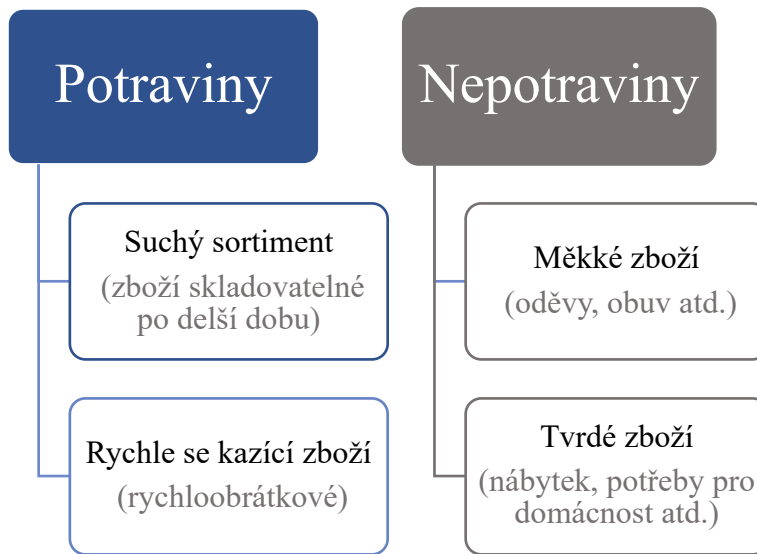 Potraviny
Suchý sortiment
(zboží skladovatelné
po delší dobu)
Rychle se kazící zboží
(rychloobrátkové)
Nepotraviny
Měkké zboží
(oděvy, obuv atd.)
Tvrdé zboží
(nábytek, potřeby pro
domácnost atd.)